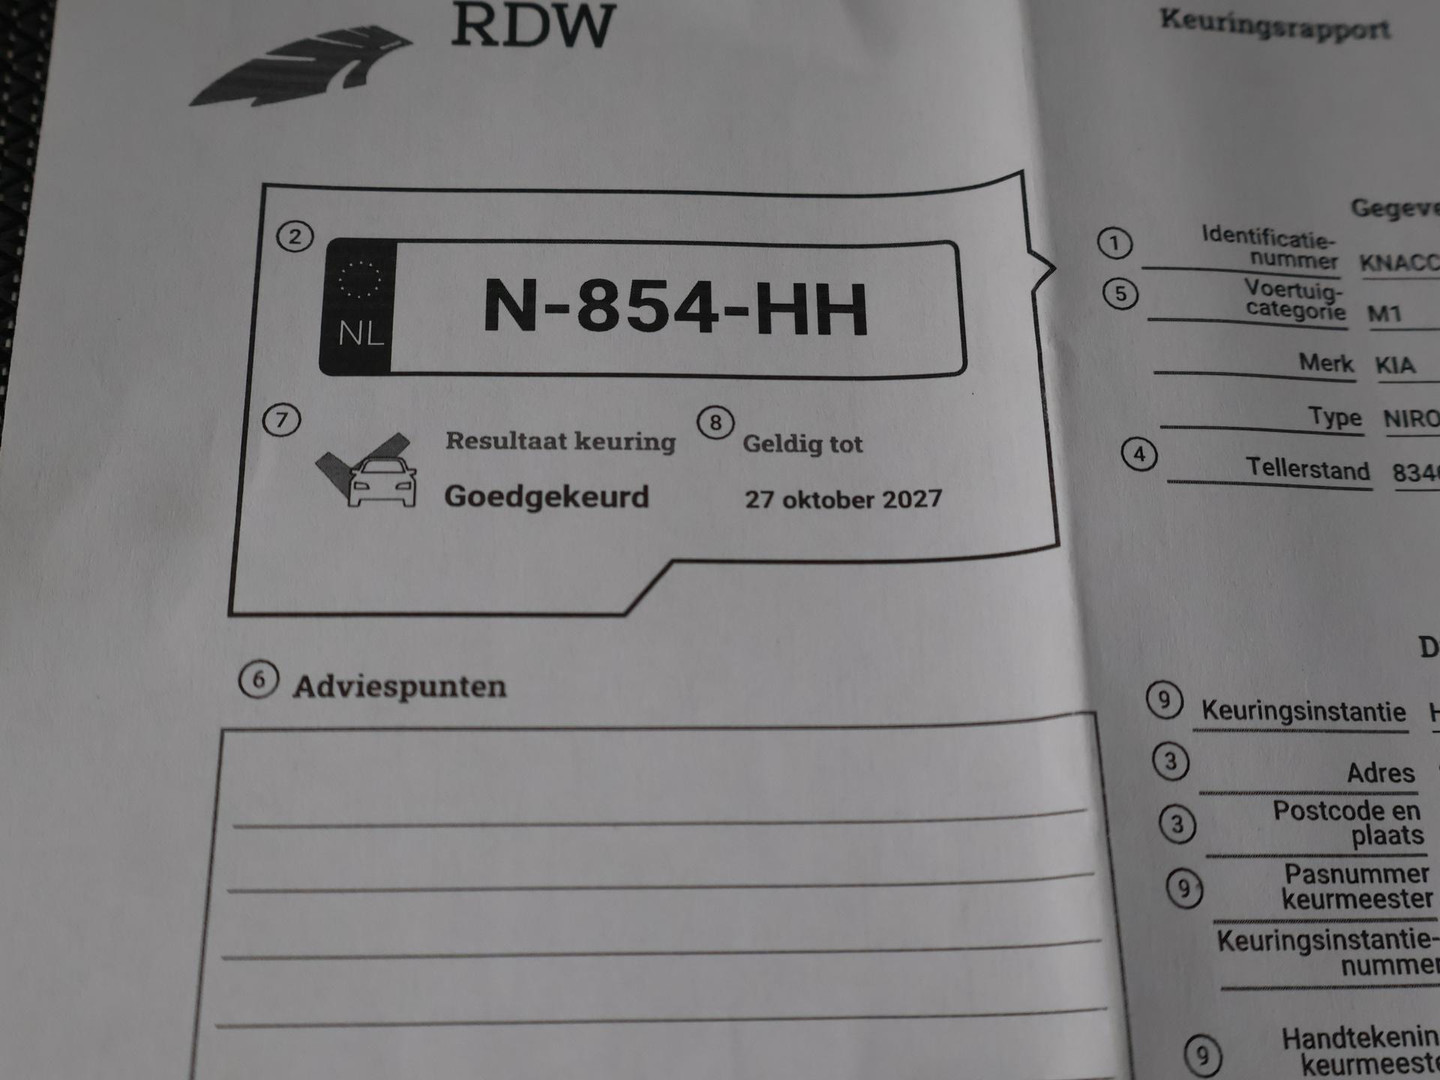 RDW
Keuringsrapport
2
NL
N-854-HH
7
Resultaat keuring
Goedgekeurd
8
Geldig tot
27 oktober 2027
6 Adviespunten
1
Identificatie-
nummer KNACC
5
Voertuig-
categorie M1
Merk KIA
Type NIRO
4 Tellerstand
9 Keuringsinstantie
3 Adres
3
Postcode en
plaats
9
Pasnummer
keurmeester
Keuringsinstantie-
nummer
9